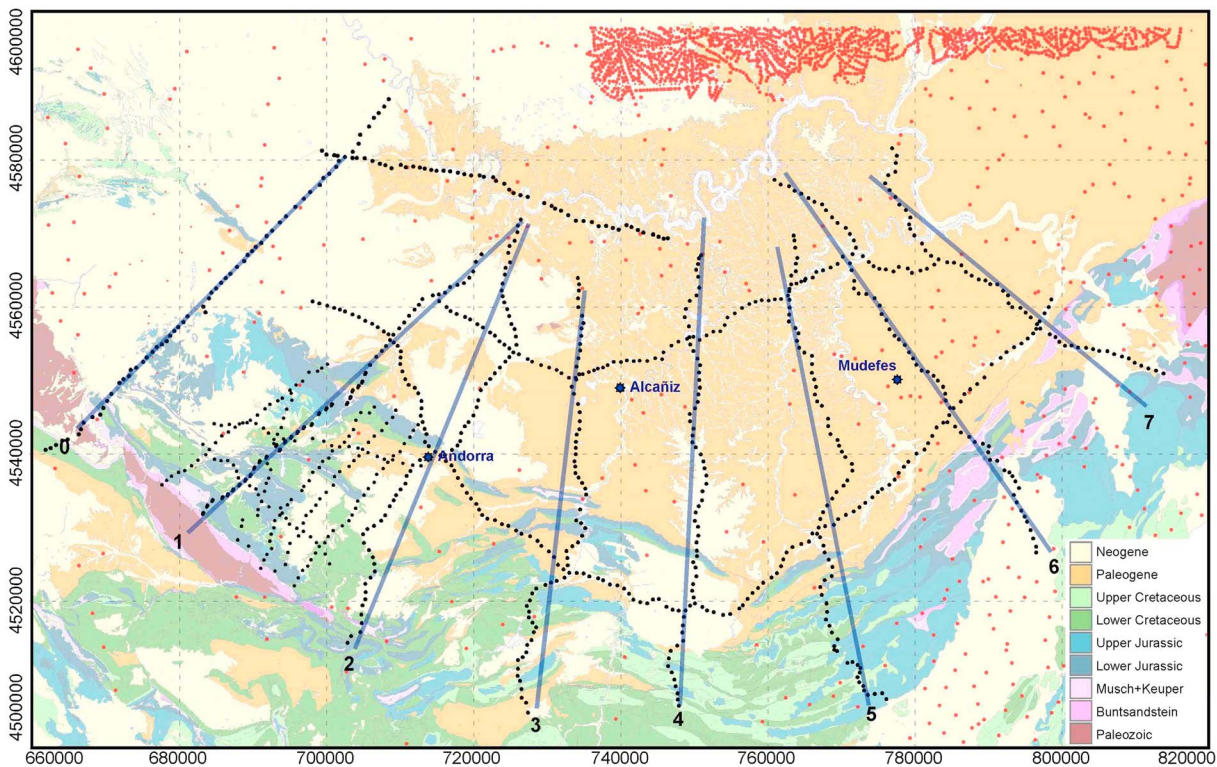 4600000
4580000
4560000
4540000
4520000
4500000
660000
680000
700000
720000
740000
760000
780000
800000
820000
0
1
2
3
4
5
6
7
Alcañiz
Mudefes
Andorra
Neogene
Paleogene
Upper Cretaceous
Lower Cretaceous
Upper Jurassic
Lower Jurassic
Musch+Keuper
Buntsandstein
Paleozoic